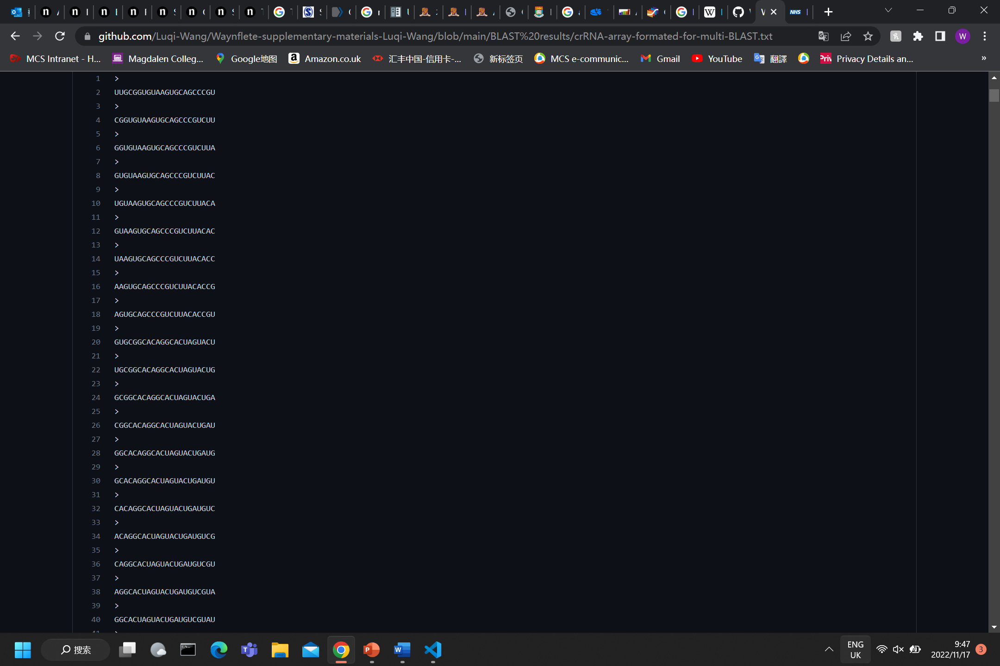 github.com/Luqi-Wang/Waynflete-supplementary-materials-Luqi-Wang/blob/main/BLAST%20results/crRNA-array-formated-for-multi-BLAST.txt
W
MCS Intranet - H... Magdalen Colleg... Google地图 Amazon.co.uk 汇丰中国-信用卡-... 新标签页 MCS e-communic... Gmail YouTube 翻譯 Priv Privacy Details an... »
1 >
2 UUGCGGUGUAAGUGCAGCCCGU
3 >
4 CGGUGUAAGUGCAGCCCGUCUU
5 >
6 GGUGUAAGUGCAGCCCGUCUUA
7 >
8 GUGUAAGUGCAGCCCGUCUUAC
9 >
10 UGUAAGUGCAGCCCGUCUUACA
11 >
12 GUAAGUGCAGCCCGUCUUACAC
13 >
14 UAAGUGCAGCCCGUCUUACACC
15 >
16 AAGUGCAGCCCGUCUUACACCG
17 >
18 AGUGCAGCCCGUCUUACACCGU
19 >
20 GUGCGGCACAGGCACUAGUACU
21 >
22 UGCGGCACAGGCACUAGUACUG
23 >
24 GCGGCACAGGCACUAGUACUGA
25 >
26 CGGCACAGGCACUAGUACUGAU
27 >
28 GGCACAGGCACUAGUACUGAUG
29 >
30 GCACAGGCACUAGUACUGAUGU
31 >
32 CACAGGCACUAGUACUGAUGUC
33 >
34 ACAGGCACUAGUACUGAUGUCG
35 >
36 CAGGCACUAGUACUGAUGUCGU
37 >
38 AGGCACUAGUACUGAUGUCGUA
39 >
40 GGCACUAGUACUGAUGUCGUAU
搜索
ENG
UK
9:47
2022/11/17
3